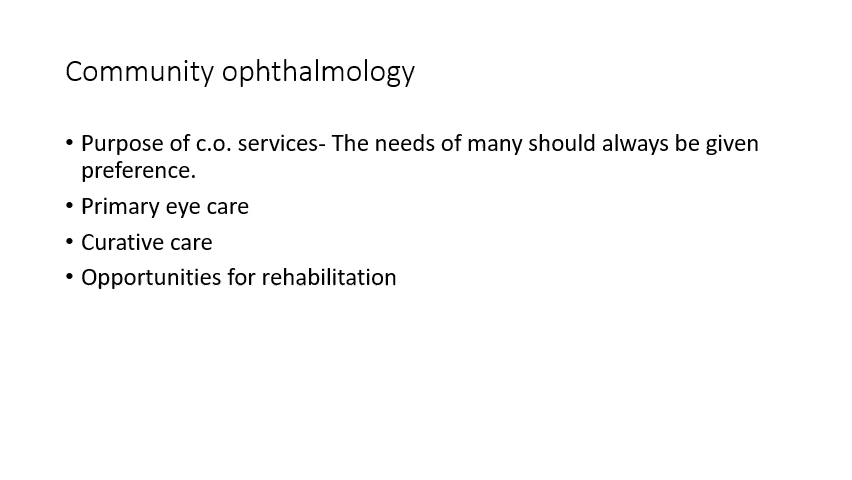 Community ophthalmology
• Purpose of c.o. services- The needs of many should always be given
preference.
• Primary eye care
• Curative care
• Opportunities for rehabilitation